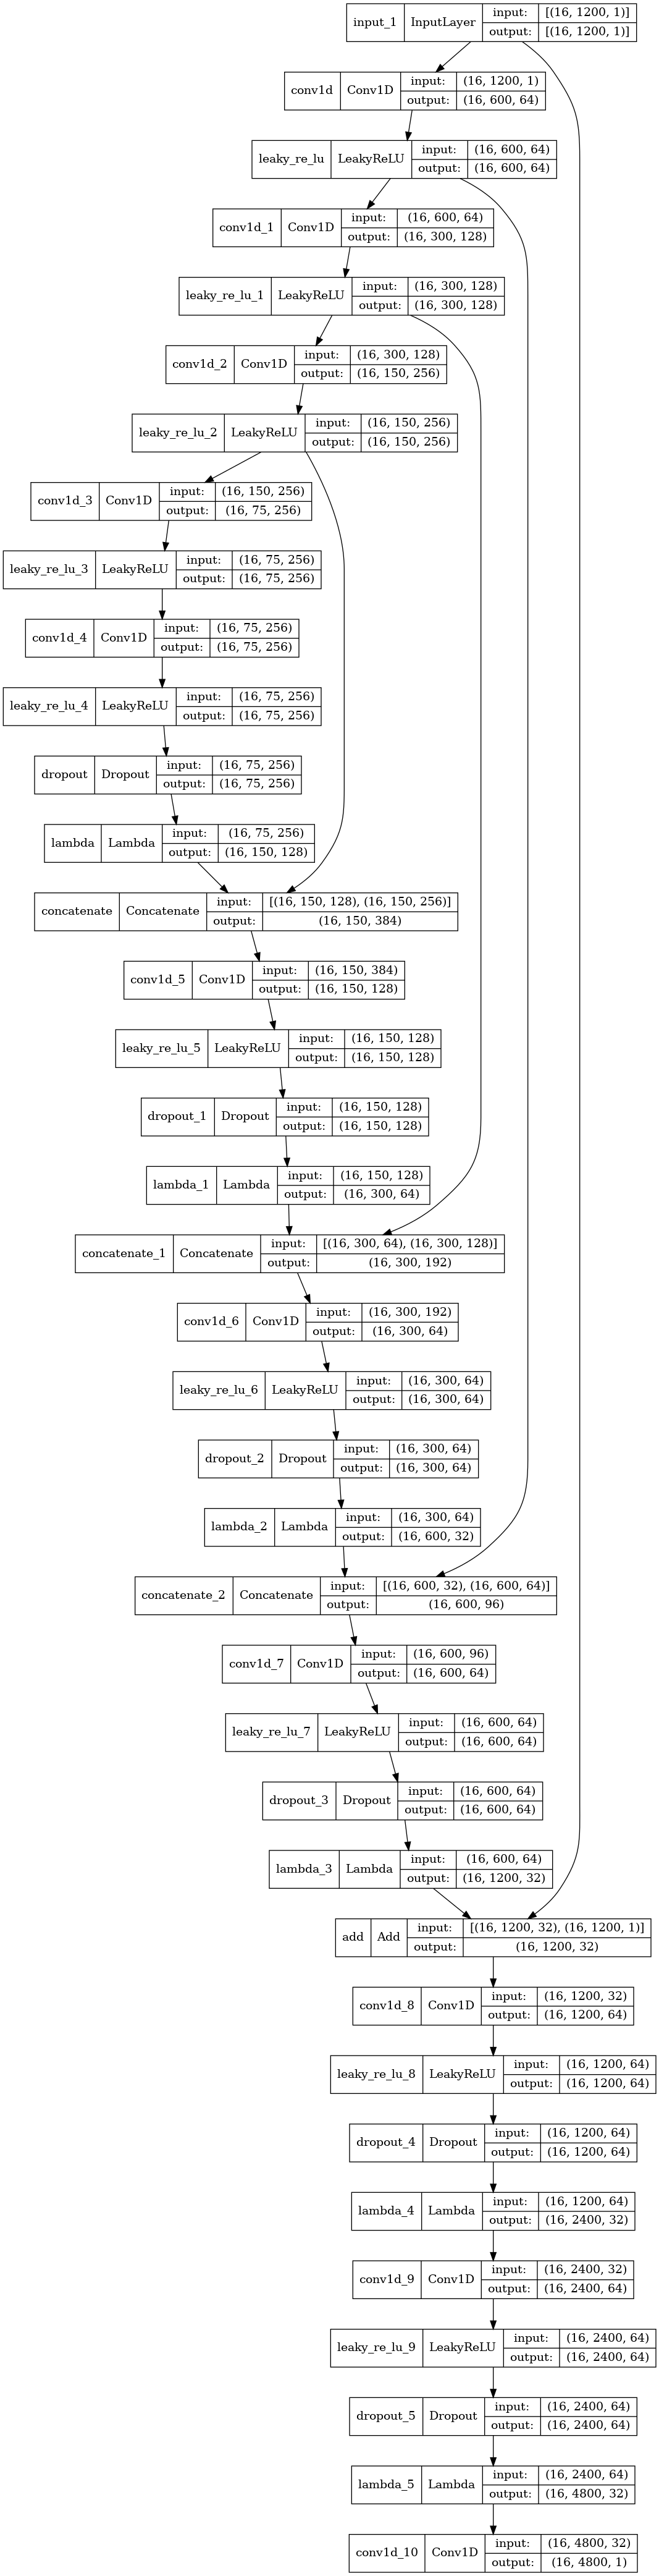 input_1 InputLayer input: [(16, 1200, 1)]
output: [(16, 1200, 1)]
conv1d Conv1D input: (16, 1200, 1)
output: (16, 600, 64)
leaky_re_lu LeakyReLU input: (16, 600, 64)
output: (16, 600, 64)
conv1d_1 Conv1D input: (16, 600, 64)
output: (16, 300, 128)
leaky_re_lu_1 LeakyReLU input: (16, 300, 128)
output: (16, 300, 128)
conv1d_2 Conv1D input: (16, 300, 128)
output: (16, 150, 256)
leaky_re_lu_2 LeakyReLU input: (16, 150, 256)
output: (16, 150, 256)
conv1d_3 Conv1D input: (16, 150, 256)
output: (16, 75, 256)
leaky_re_lu_3 LeakyReLU input: (16, 75, 256)
output: (16, 75, 256)
conv1d_4 Conv1D input: (16, 75, 256)
output: (16, 75, 256)
leaky_re_lu_4 LeakyReLU input: (16, 75, 256)
output: (16, 75, 256)
dropout Dropout input: (16, 75, 256)
output: (16, 75, 256)
lambda Lambda input: (16, 75, 256)
output: (16, 150, 128)
concatenate Concatenate input: [(16, 150, 128), (16, 150, 256)]
output: (16, 150, 384)
conv1d_5 Conv1D input: (16, 150, 384)
output: (16, 150, 128)
leaky_re_lu_5 LeakyReLU input: (16, 150, 128)
output: (16, 150, 128)
dropout_1 Dropout input: (16, 150, 128)
output: (16, 150, 128)
lambda_1 Lambda input: (16, 150, 128)
output: (16, 300, 64)
concatenate_1 Concatenate input: [(16, 300, 64), (16, 300, 128)]
output: (16, 300, 192)
conv1d_6 Conv1D input: (16, 300, 192)
output: (16, 300, 64)
leaky_re_lu_6 LeakyReLU input: (16, 300, 64)
output: (16, 300, 64)
dropout_2 Dropout input: (16, 300, 64)
output: (16, 300, 64)
lambda_2 Lambda input: (16, 300, 64)
output: (16, 600, 32)
concatenate_2 Concatenate input: [(16, 600, 32), (16, 600, 64)]
output: (16, 600, 96)
conv1d_7 Conv1D input: (16, 600, 96)
output: (16, 600, 64)
leaky_re_lu_7 LeakyReLU input: (16, 600, 64)
output: (16, 600, 64)
dropout_3 Dropout input: (16, 600, 64)
output: (16, 600, 64)
lambda_3 Lambda input: (16, 600, 64)
output: (16, 1200, 32)
add Add input: [(16, 1200, 32), (16, 1200, 1)]
output: (16, 1200, 32)
conv1d_8 Conv1D input: (16, 1200, 32)
output: (16, 1200, 64)
leaky_re_lu_8 LeakyReLU input: (16, 1200, 64)
output: (16, 1200, 64)
dropout_4 Dropout input: (16, 1200, 64)
output: (16, 1200, 64)
lambda_4 Lambda input: (16, 1200, 64)
output: (16, 2400, 32)
conv1d_9 Conv1D input: (16, 2400, 32)
output: (16, 2400, 64)
leaky_re_lu_9 LeakyReLU input: (16, 2400, 64)
output: (16, 2400, 64)
dropout_5 Dropout input: (16, 2400, 64)
output: (16, 2400, 64)
lambda_5 Lambda input: (16, 2400, 64)
output: (16, 4800, 32)
conv1d_10 Conv1D input: (16, 4800, 32)
output: (16, 4800, 1)